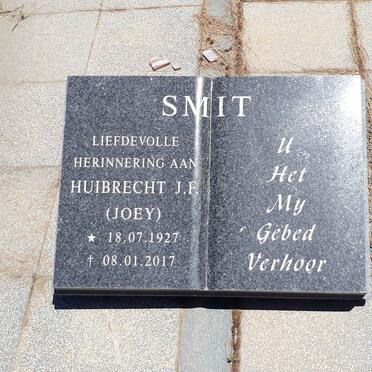 SMIT
LIEFDEVOLLE
HERINNERING AAN
HUIBRECHT J.F.
(JOEY)
★ 18.07.1927
† 08.01.2017
U
Het
My
Gebed
Verhoor